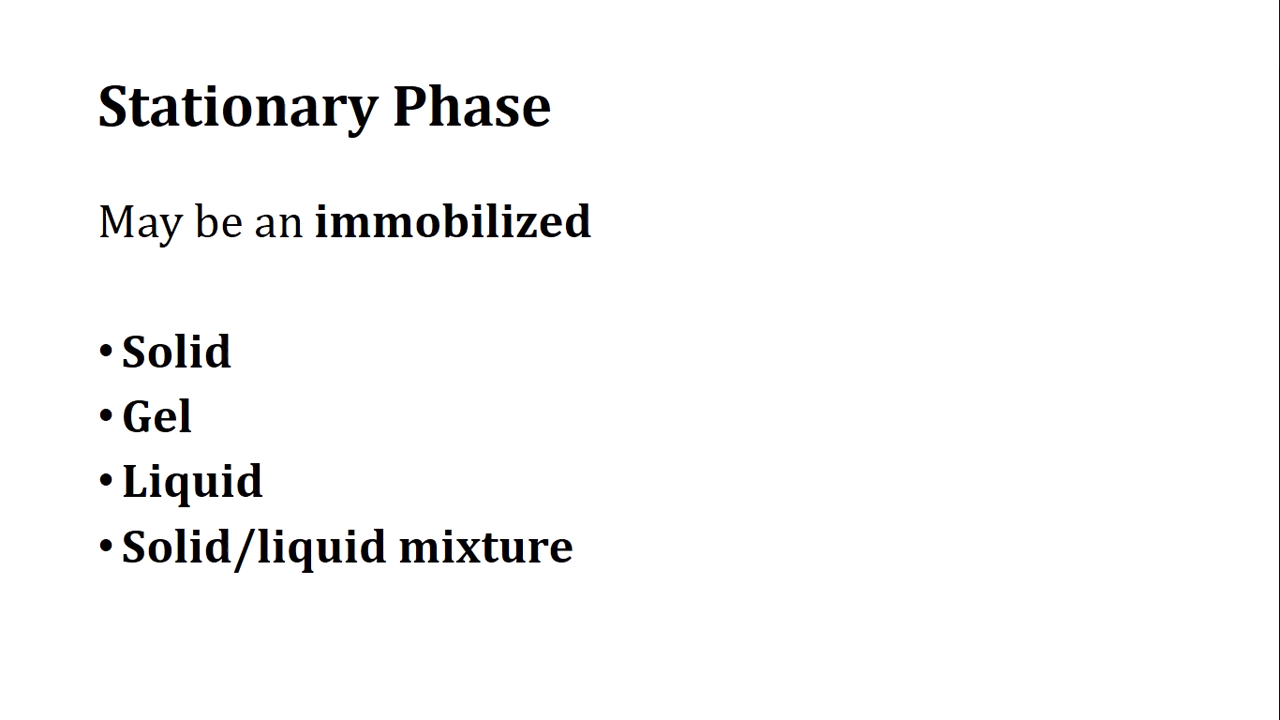 Stationary Phase
May be an immobilized
• Solid
• Gel
• Liquid
• Solid/liquid mixture